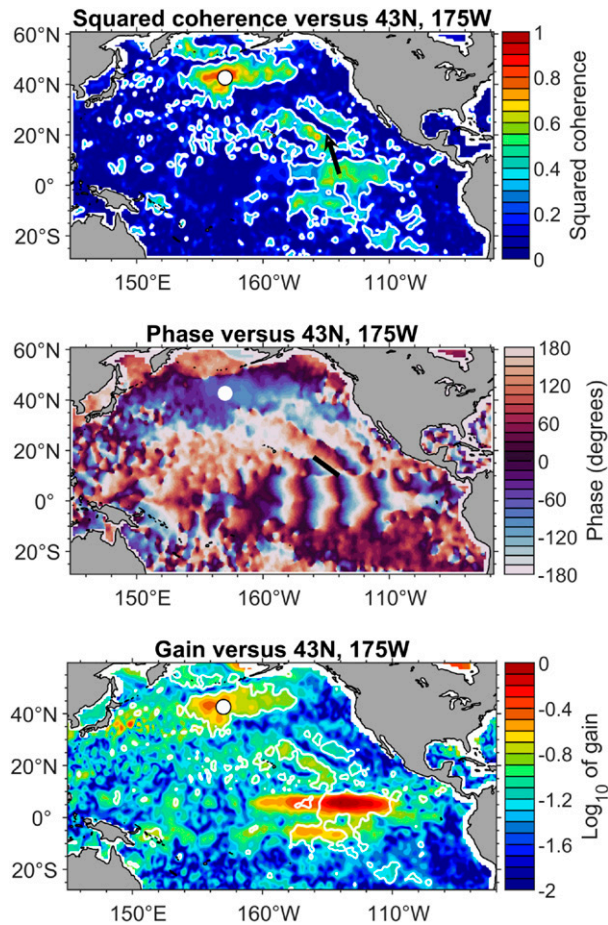 Squared coherence versus 43N, 175W
60°N
40°N
20°N
0°
20°S
150°E
160°W
110°W
1
0.8
0.6
0.4
0.2
0
Squared coherence
Phase versus 43N, 175W
60°N
40°N
20°N
0°
20°S
150°E
160°W
110°W
180
120
60
0
-60
-120
-180
Phase (degrees)
Gain versus 43N, 175W
60°N
40°N
20°N
0°
20°S
150°E
160°W
110°W
0
-0.4
-0.8
-1.2
-1.6
-2
Log₁₀ of gain